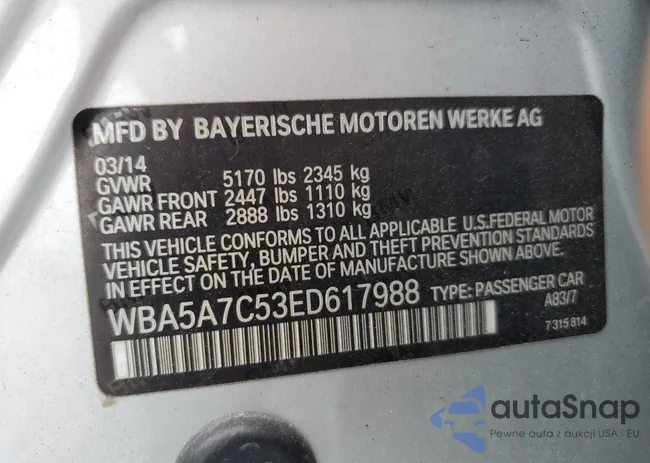 MFD BY BAYERISCHE MOTOREN WERKE AG
03/14
GVWR 5170 lbs 2345 kg
GAWR FRONT 2447 lbs 1110 kg
GAWR REAR 2888 lbs 1310 kg
THIS VEHICLE CONFORMS TO ALL APPLICABLE U.S.FEDERAL MOTOR
VEHICLE SAFETY, BUMPER AND THEFT PREVENTION STANDARDS
IN EFFECT ON THE DATE OF MANUFACTURE SHOWN ABOVE.
WBA5A7C53ED617988 TYPE: PASSENGER CAR
A83/7
7 315 814
autaSnap
Pewne auta z aukcji USA i EU